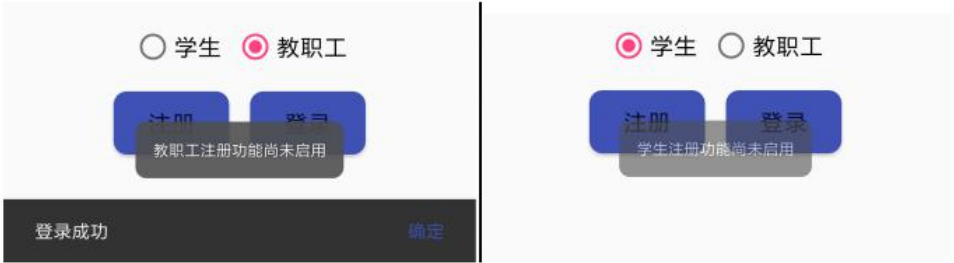 学生 教职工
注册 登录
教职工注册功能尚未启用
登录成功 确定
学生 教职工
注册 登录
学生注册功能尚未启用